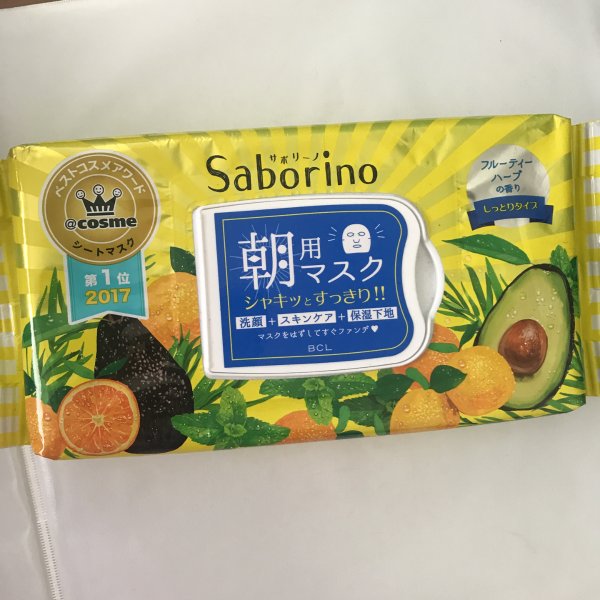 ベストコスメアワード
@cosme
シートマスク
第1位
2017
サボリーノ
Saborino
フルーティー
ハーブ
の香り
しっとりタイプ
朝用マスク
シャキッとすっきり!!
洗顔+スキンケア+保湿下地
マスクをはずしてすぐファンデ♥
BCL